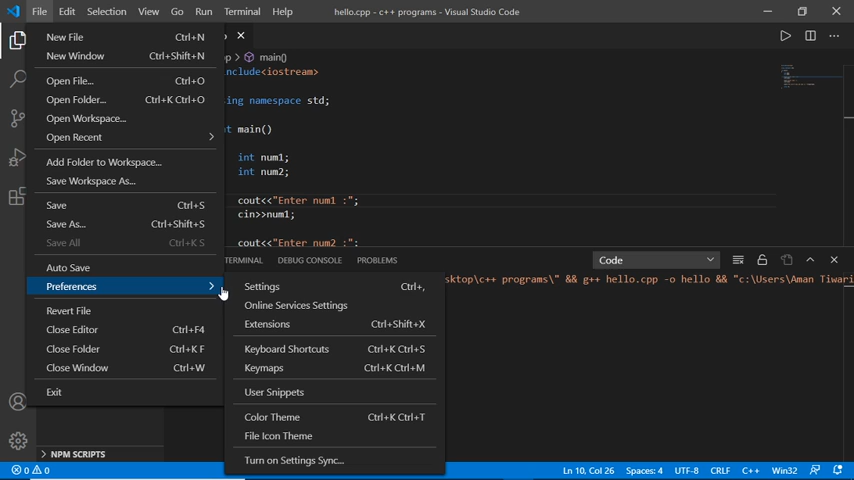 File Edit Selection View Go Run Terminal Help hello.cpp - c++ programs - Visual Studio Code
New File Ctrl+N
New Window Ctrl+Shift+N
Open File... Ctrl+O
Open Folder... Ctrl+K Ctrl+O
Open Workspace...
Open Recent
Add Folder to Workspace...
Save Workspace As...
Save Ctrl+S
Save As... Ctrl+Shift+S
Save All Ctrl+K S
Auto Save
Preferences
Revert File
Close Editor Ctrl+F4
Close Folder Ctrl+K F
Close Window Ctrl+W
Exit
NPM SCRIPTS
p > main()
nclude<iostream>
ing namespace std;
t main()
int num1;
int num2;
cout<<"Enter num1 :";
cin>>num1;
cout<<"Enter num2 :";
TERMINAL DEBUG CONSOLE PROBLEMS Code
sktop\c++ programs\" && g++ hello.cpp -o hello && "c:\Users\Aman Tiwari
Settings Ctrl+,
Online Services Settings
Extensions Ctrl+Shift+X
Keyboard Shortcuts Ctrl+K Ctrl+S
Keymaps Ctrl+K Ctrl+M
User Snippets
Color Theme Ctrl+K Ctrl+T
File Icon Theme
Turn on Settings Sync...
0 0 Ln 10, Col 26 Spaces: 4 UTF-8 CRLF C++ Win32